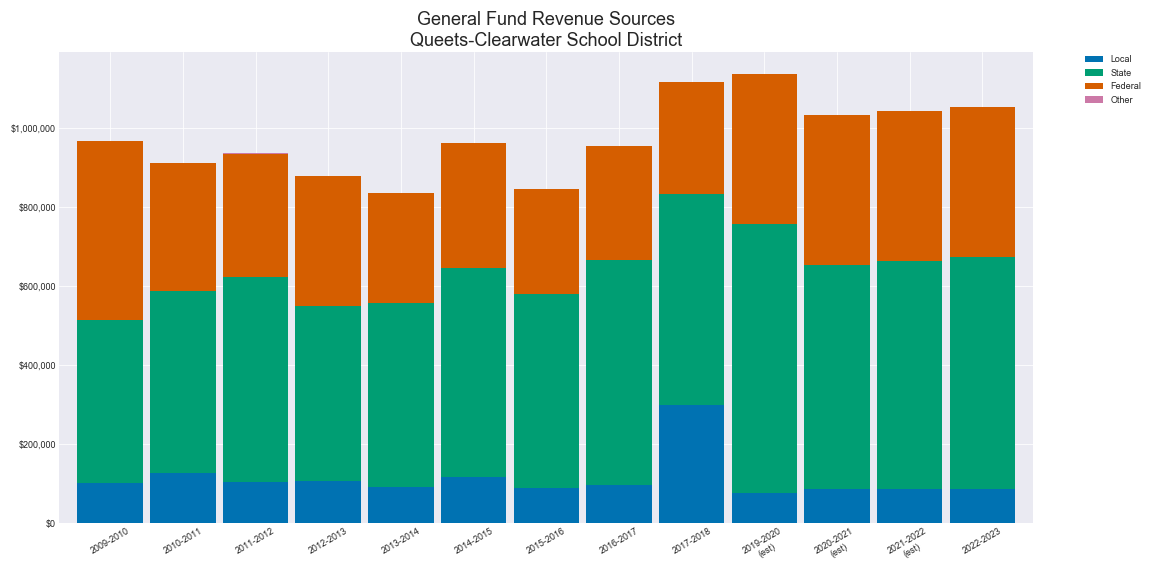 General Fund Revenue Sources
Queets-Clearwater School District
Local
State
Federal
Other
$1,000,000
$800,000
$600,000
$400,000
$200,000
$0
2009-2010
2010-2011
2011-2012
2012-2013
2013-2014
2014-2015
2015-2016
2016-2017
2017-2018
2019-2020
(est)
2020-2021
(est)
2021-2022
(est)
2022-2023